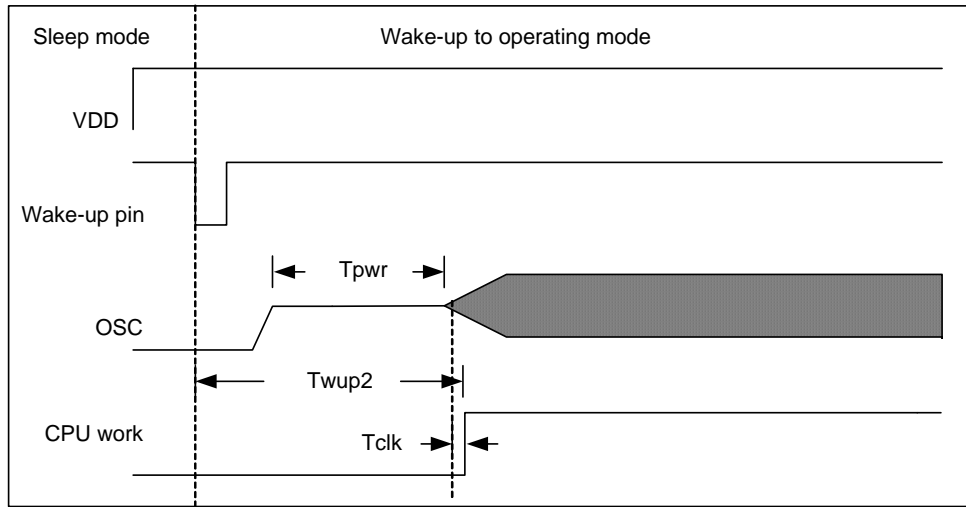 Sleep mode
Wake-up to operating mode
VDD
Wake-up pin
Tpwr
OSC
Twup2
CPU work
Tclk